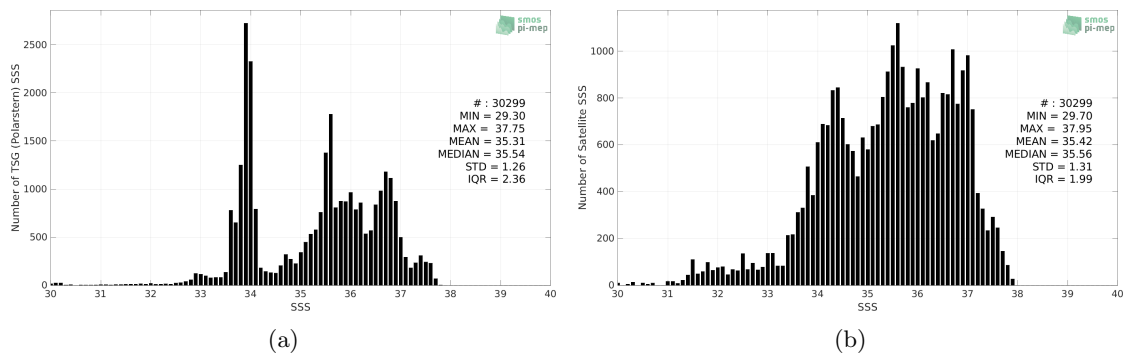 smos
pi-mep
Number of TSG (Polarstern) SSS
2500
2000
1500
1000
500
0
# : 30299
MIN = 29.30
MAX = 37.75
MEAN = 35.31
MEDIAN = 35.54
STD = 1.26
IQR = 2.36
30 31 32 33 34 35 36 37 38 39 40
SSS
(a)
smos
pi-mep
Number of Satellite SSS
1000
800
600
400
200
0
# : 30299
MIN = 29.70
MAX = 37.95
MEAN = 35.42
MEDIAN = 35.56
STD = 1.31
IQR = 1.99
30 31 32 33 34 35 36 37 38 39 40
SSS
(b)